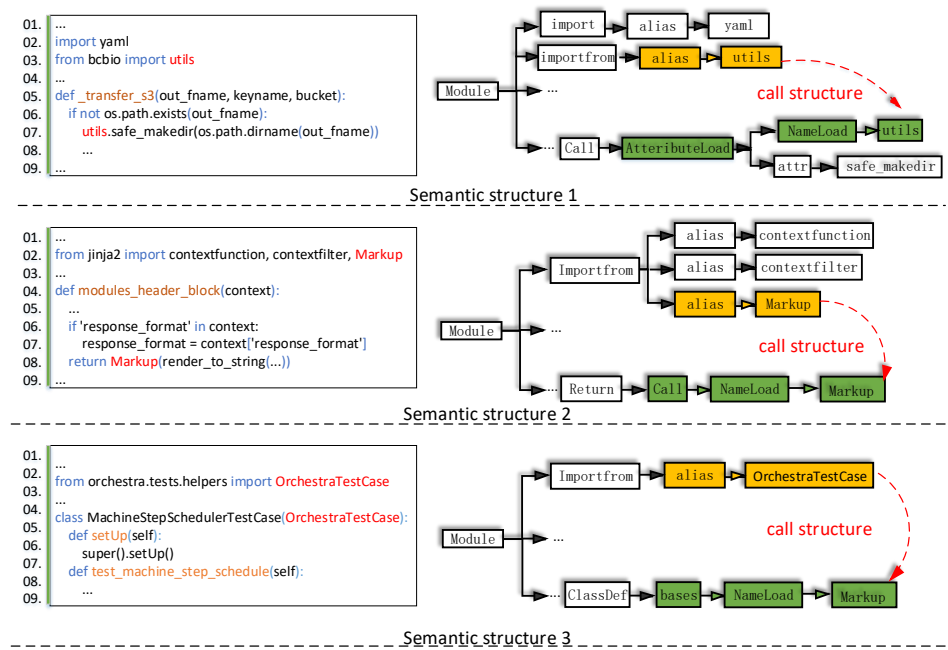 01. ...
02. import yaml
03. from bcbio import utils
04. ...
05. def _transfer_s3(out_fname, keyname, bucket):
06. if not os.path.exists(out_fname):
07. utils.safe_makedir(os.path.dirname(out_fname))
08. ...
09. ...
import alias yaml
importfrom alias utils
Module ...
call structure
... Call AtteributeLoad NameLoad utils
attr safe_makedir
Semantic structure 1
01. ...
02. from jinja2 import contextfunction, contextfilter, Markup
03. ...
04. def modules_header_block(context):
05. ...
06. if 'response_format' in context:
07. response_format = context['response_format']
08. return Markup(render_to_string(...))
09. ...
alias contextfunction
Importfrom alias contextfilter
alias Markup
Module ...
call structure
... Return Call NameLoad Markup
Semantic structure 2
01. ...
02. from orchestra.tests.helpers import OrchestraTestCase
03. ...
04. class MachineStepSchedulerTestCase(OrchestraTestCase):
05. def setUp(self):
06. super().setUp()
07. def test_machine_step_schedule(self):
08. ...
09.
Importfrom alias OrchestraTestCase
call structure
Module ...
... ClassDef bases NameLoad Markup
Semantic structure 3